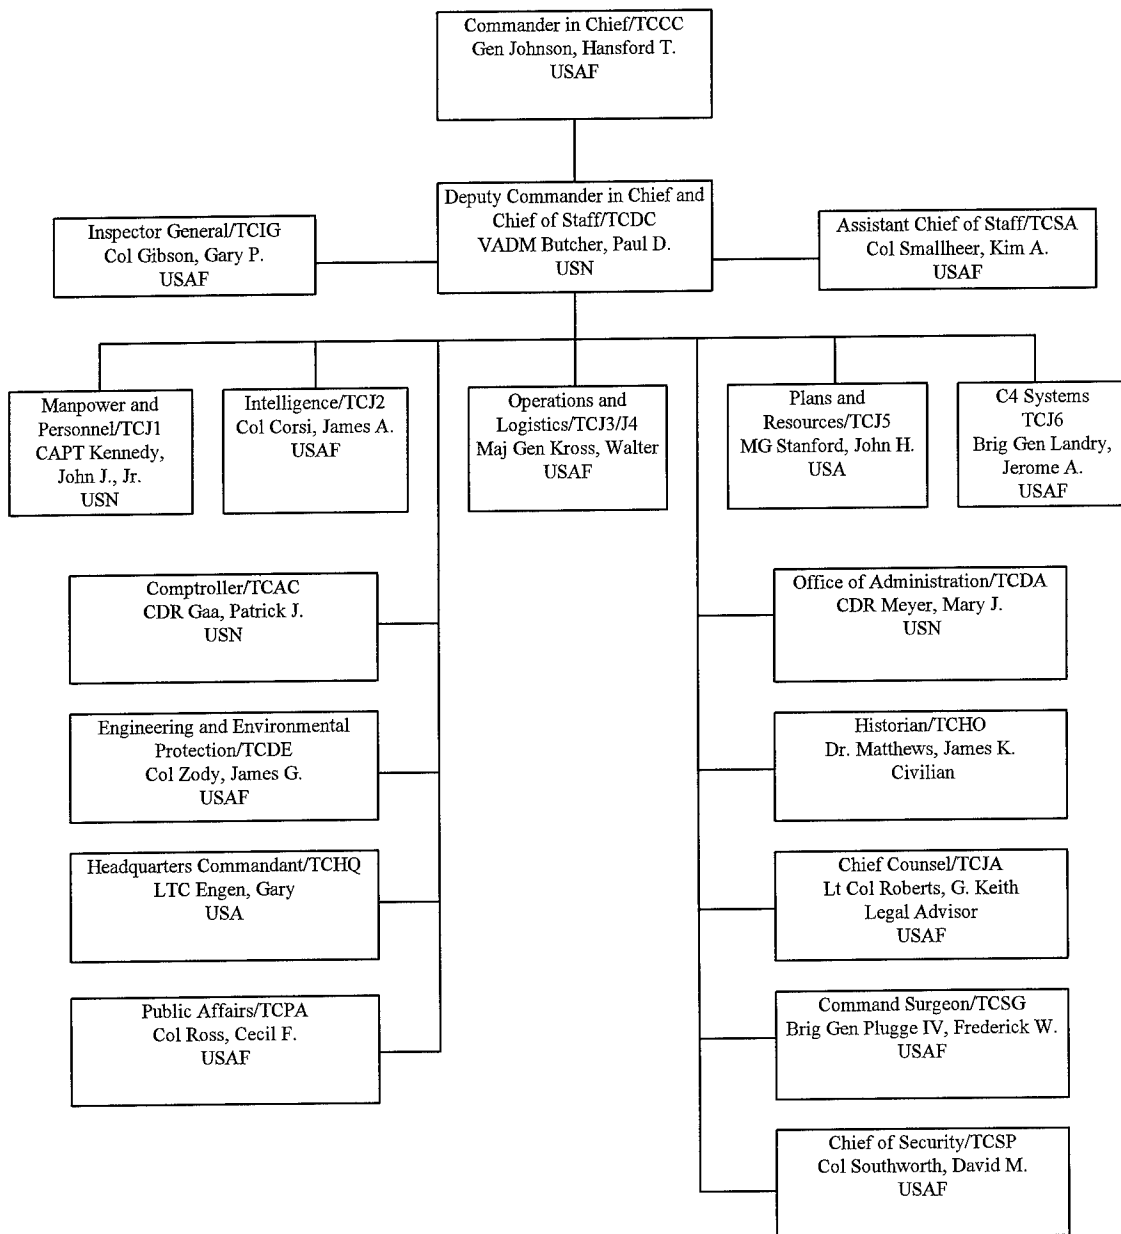 Commander in Chief/TCCC
Gen Johnson, Hansford T.
USAF
Deputy Commander in Chief and
Chief of Staff/TCDC
VADM Butcher, Paul D.
USN
Inspector General/TCIG
Col Gibson, Gary P.
USAF
Assistant Chief of Staff/TCSA
Col Smallheer, Kim A.
USAF
Manpower and
Personnel/TCJ1
CAPT Kennedy,
John J., Jr.
USN
Intelligence/TCJ2
Col Corsi, James A.
USAF
Operations and
Logistics/TCJ3/J4
Maj Gen Kross, Walter
USAF
Plans and
Resources/TCJ5
MG Stanford, John H.
USA
C4 Systems
TCJ6
Brig Gen Landry,
Jerome A.
USAF
Comptroller/TCAC
CDR Gaa, Patrick J.
USN
Engineering and Environmental
Protection/TCDE
Col Zody, James G.
USAF
Headquarters Commandant/TCHQ
LTC Engen, Gary
USA
Public Affairs/TCPA
Col Ross, Cecil F.
USAF
Office of Administration/TCDA
CDR Meyer, Mary J.
USN
Historian/TCHO
Dr. Matthews, James K.
Civilian
Chief Counsel/TCJA
Lt Col Roberts, G. Keith
Legal Advisor
USAF
Command Surgeon/TCSG
Brig Gen Plugge IV, Frederick W.
USAF
Chief of Security/TCSP
Col Southworth, David M.
USAF